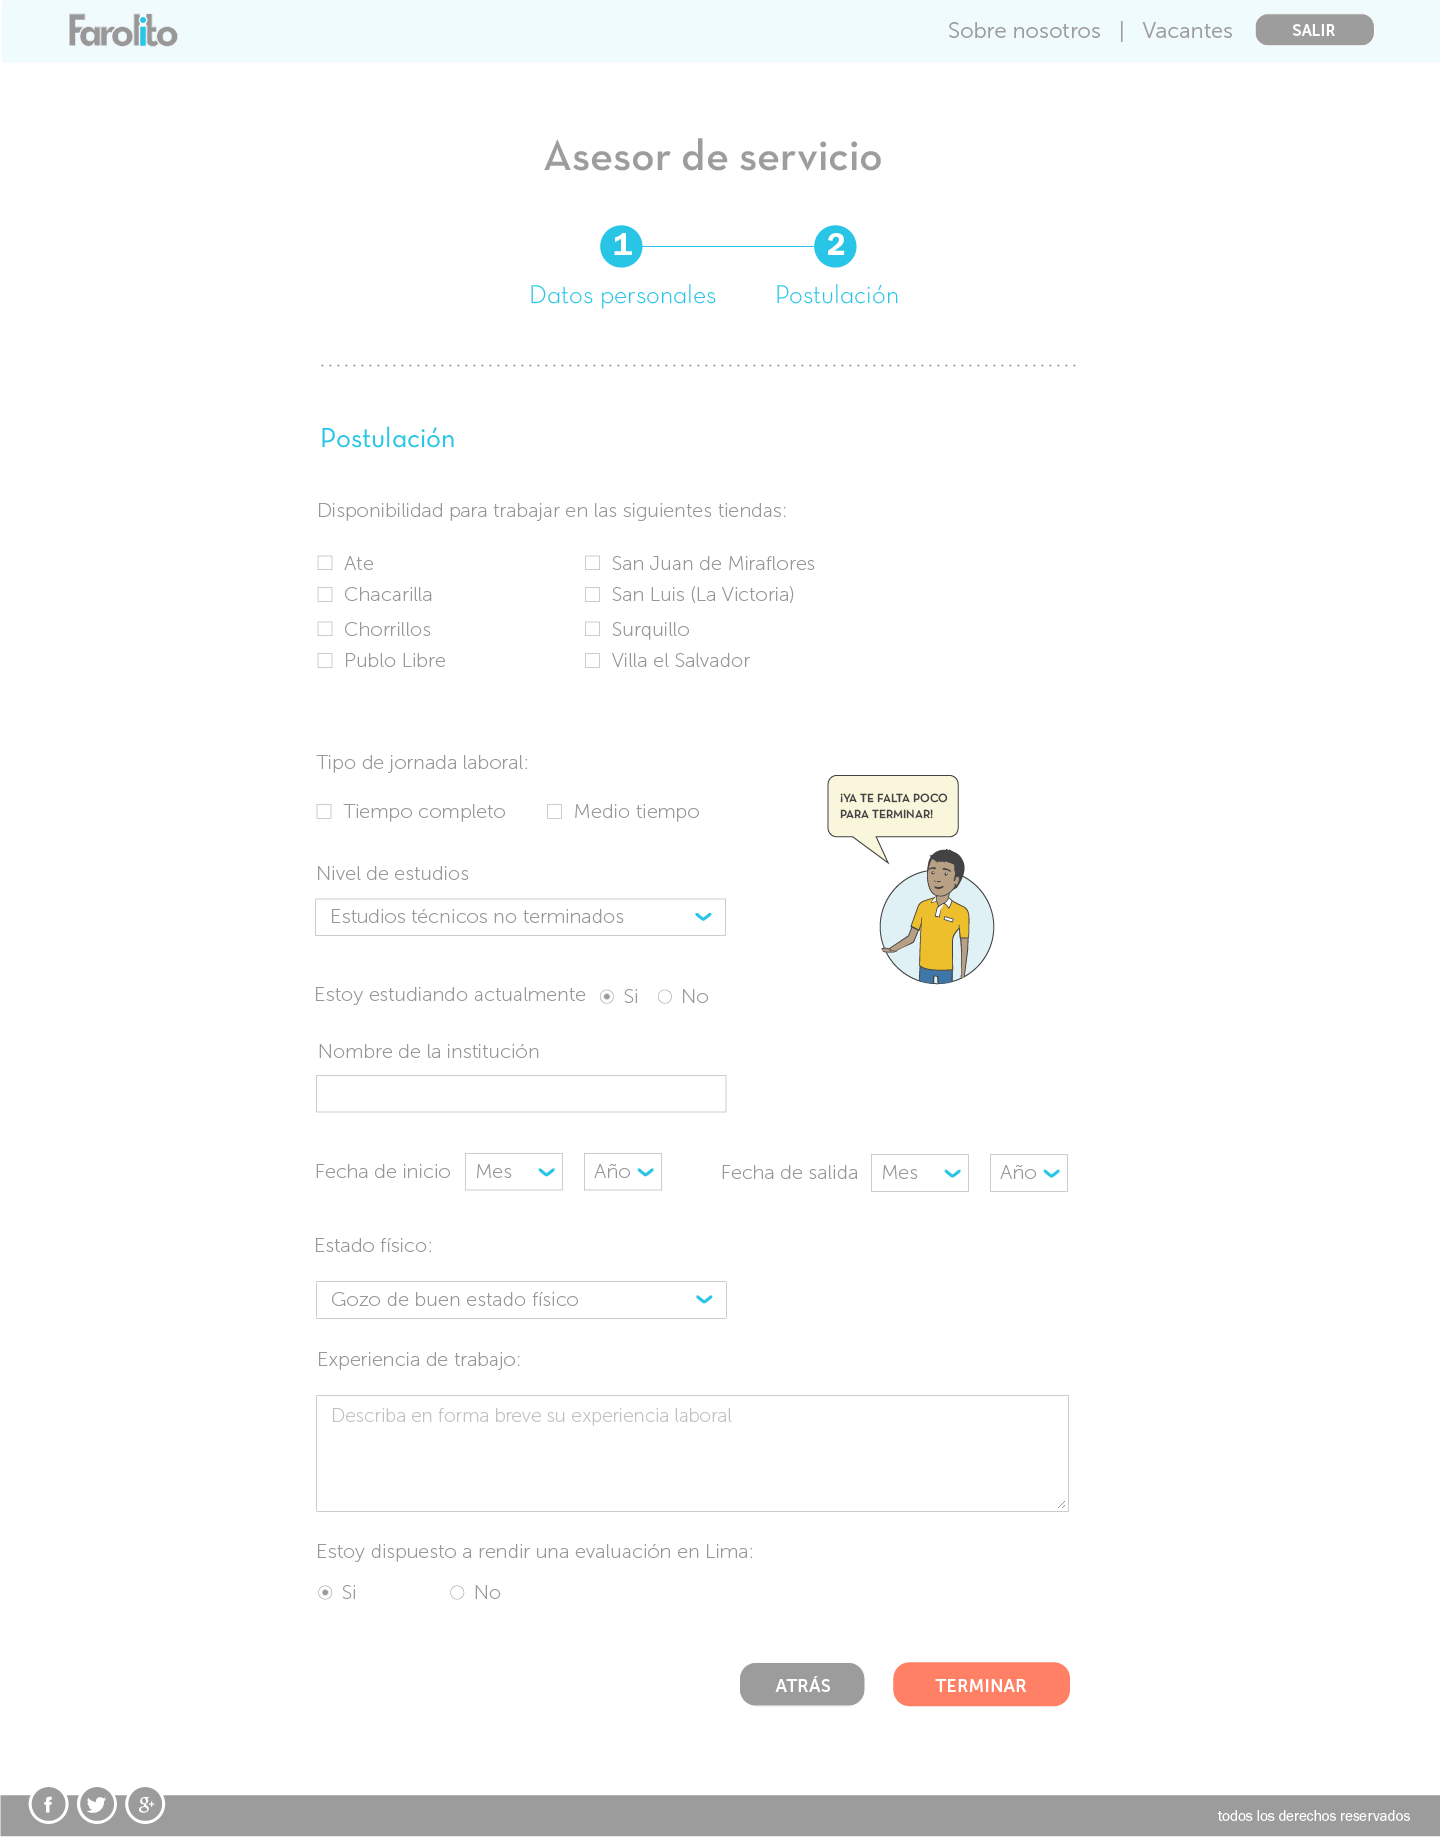 Farolito
Sobre nosotros | Vacantes SALIR
Asesor de servicio
1 2
Datos personales Postulación
Postulación
Disponibilidad para trabajar en las siguientes tiendas:
Ate San Juan de Miraflores
Chacarilla San Luis (La Victoria)
Chorrillos Surquillo
Publo Libre Villa el Salvador
Tipo de jornada laboral:
¡YA TE FALTA POCO
PARA TERMINAR!
Tiempo completo Medio tiempo
Nivel de estudios
Estudios técnicos no terminados
Estoy estudiando actualmente Si No
Nombre de la institución
Fecha de inicio Mes Año Fecha de salida Mes Año
Estado físico:
Gozo de buen estado físico
Experiencia de trabajo:
Describa en forma breve su experiencia laboral
Estoy dispuesto a rendir una evaluación en Lima:
Si No
ATRÁS TERMINAR
f g+ todos los derechos reservados